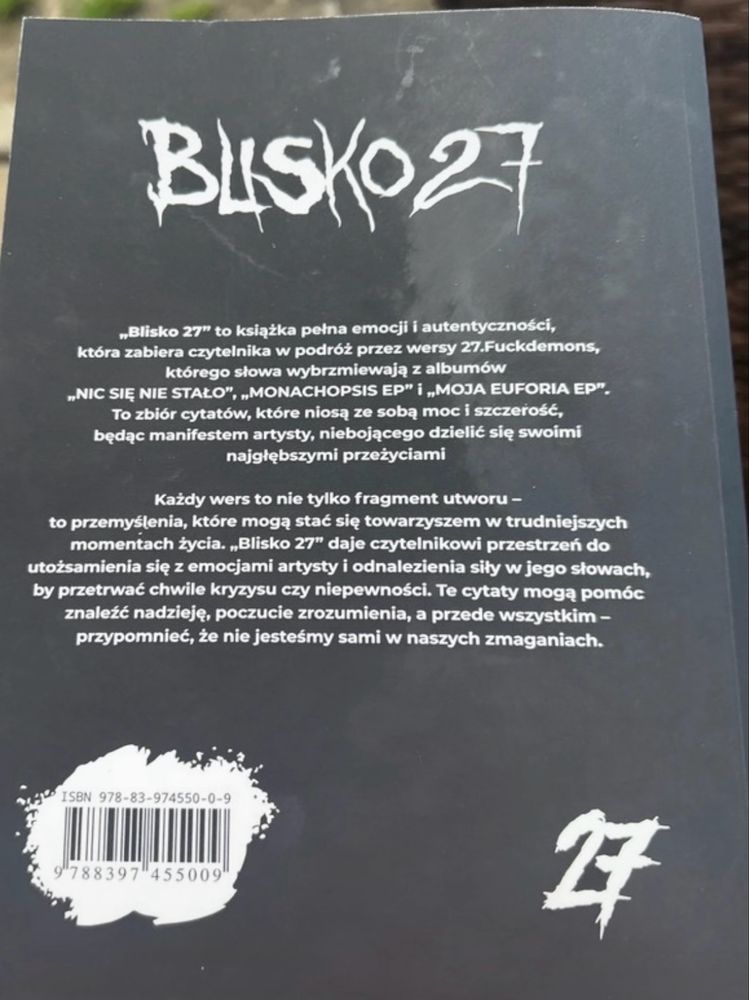 BLISKO 27
„Blisko 27” to książka pełna emocji i autentyczności,
która zabiera czytelnika w podróż przez wersy 27.Fuckdemons,
którego słowa wybrzmiewają z albumów
„NIC SIĘ NIE STAŁO”, „MONACHOPSIS EP” i „MOJA EUFORIA EP”.
To zbiór cytatów, które niosą ze sobą moc i szczerość,
będąc manifestem artysty, niebojącego dzielić się swoimi
najgłębszymi przeżyciami
Każdy wers to nie tylko fragment utworu –
to przemyślenia, które mogą stać się towarzyszem w trudniejszych
momentach życia. „Blisko 27” daje czytelnikowi przestrzeń do
utożsamienia się z emocjami artysty i odnalezienia siły w jego słowach,
by przetrwać chwile kryzysu czy niepewności. Te cytaty mogą pomóc
znaleźć nadzieję, poczucie zrozumienia, a przede wszystkim –
przypomnieć, że nie jesteśmy sami w naszych zmaganiach.
ISBN 978-83-974550-0-9
9 788397 455009
27